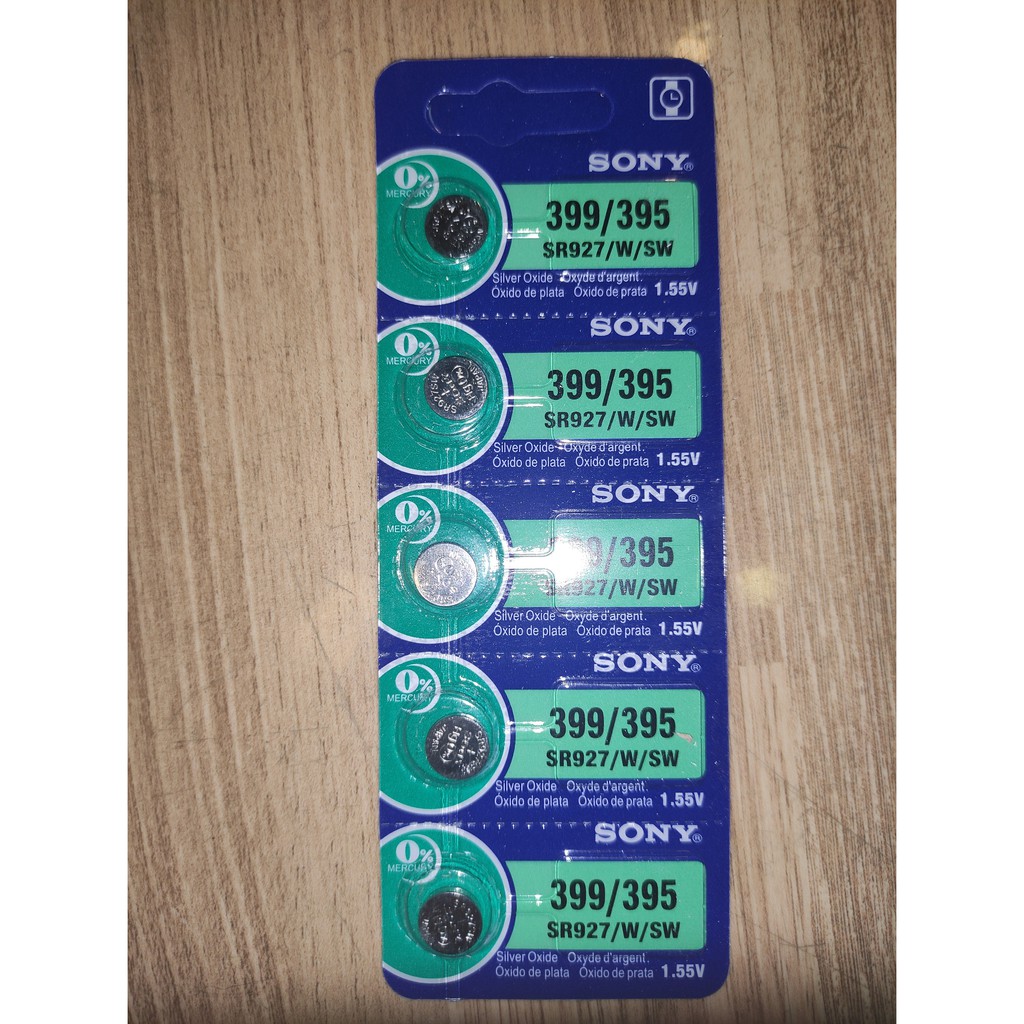 SONY®
0%
MERCURY
399/395
SR927/W/SW
Silver Oxide Oxyde d'argent.
Óxido de plata Óxido de prata 1.55V
SONY®
0%
MERCURY
399/395
SR927/W/SW
Silver Oxide Oxyde d'argent.
Óxido de plata Óxido de prata 1.55V
SONY®
0%
MERCURY
/395
SR927/W/SW
Silver Oxide Oxyde d'argent.
Óxido de plata Óxido de prata 1.55V
SONY®
0%
MERCURY
399/395
SR927/W/SW
Silver Oxide Oxyde d'argent.
Óxido de plata Óxido de prata 1.55V
SONY®
0%
MERCURY
399/395
SR927/W/SW
Silver Oxide Oxyde d'argent.
Óxido de plata Óxido de prata 1.55V